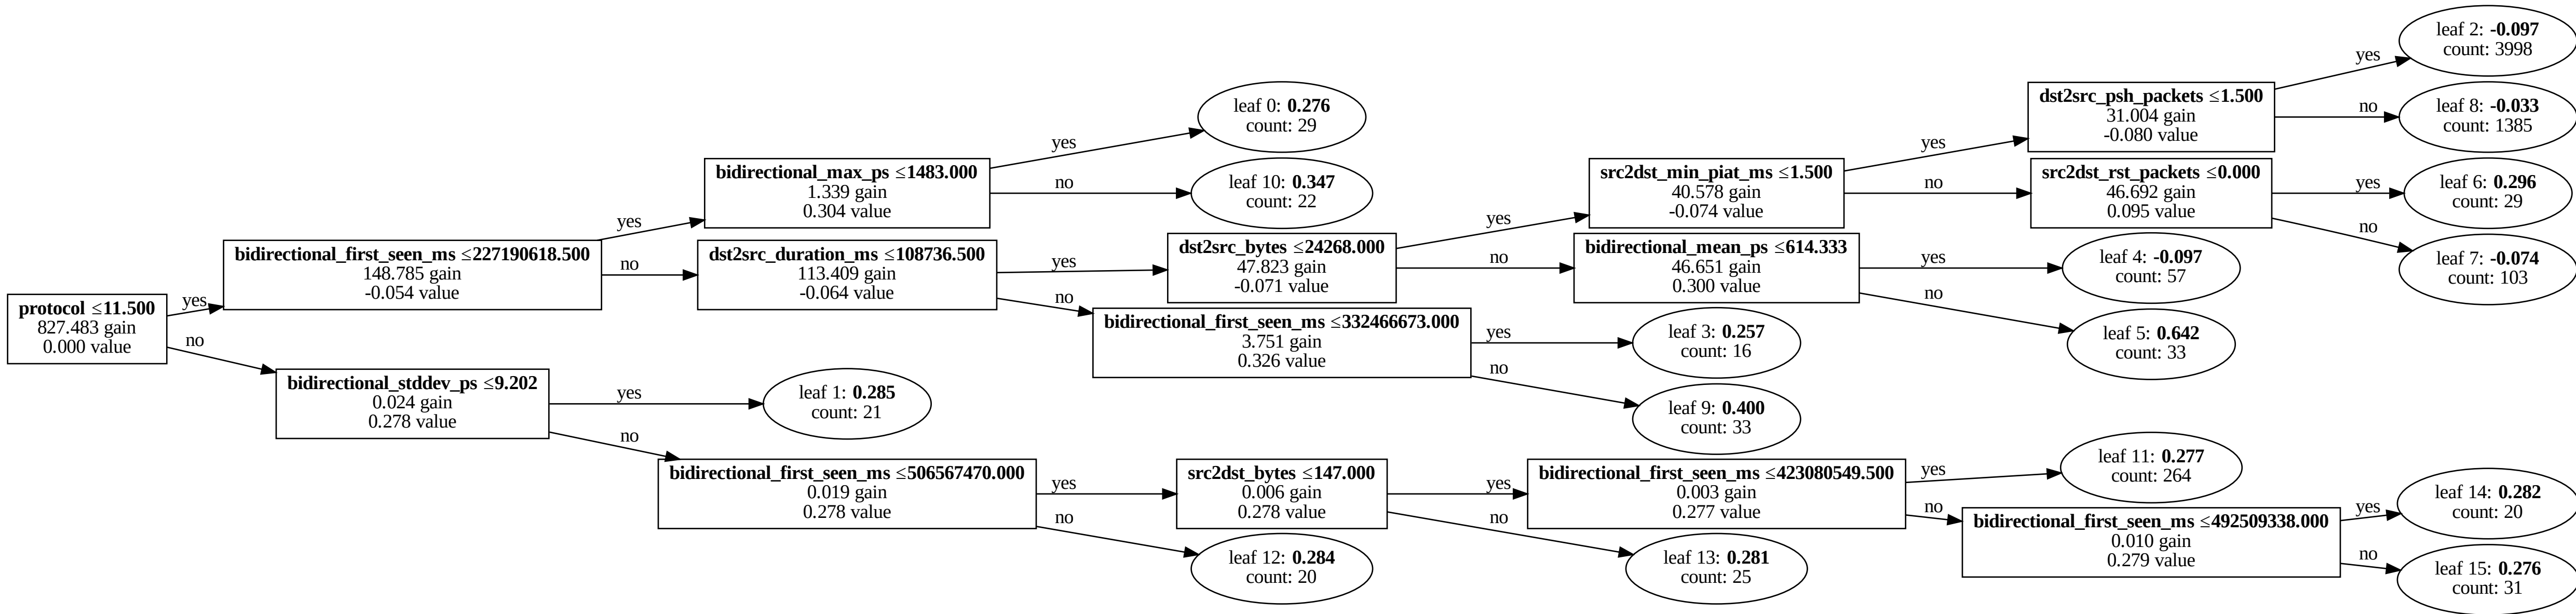 protocol ≤11.500
827.483 gain
0.000 value
yes
no
bidirectional_first_seen_ms ≤227190618.500
148.785 gain
-0.054 value
yes
no
bidirectional_stddev_ps ≤9.202
0.024 gain
0.278 value
yes
no
bidirectional_max_ps ≤1483.000
1.339 gain
0.304 value
yes
no
dst2src_duration_ms ≤108736.500
113.409 gain
-0.064 value
yes
no
leaf 1: 0.285
count: 21
bidirectional_first_seen_ms ≤506567470.000
0.019 gain
0.278 value
yes
no
leaf 0: 0.276
count: 29
leaf 10: 0.347
count: 22
dst2src_bytes ≤24268.000
47.823 gain
-0.071 value
yes
no
bidirectional_first_seen_ms ≤332466673.000
3.751 gain
0.326 value
yes
no
src2dst_bytes ≤147.000
0.006 gain
0.278 value
yes
no
leaf 12: 0.284
count: 20
src2dst_min_piat_ms ≤1.500
40.578 gain
-0.074 value
yes
no
bidirectional_mean_ps ≤614.333
46.651 gain
0.300 value
yes
no
leaf 3: 0.257
count: 16
leaf 9: 0.400
count: 33
bidirectional_first_seen_ms ≤423080549.500
0.003 gain
0.277 value
yes
no
leaf 13: 0.281
count: 25
dst2src_psh_packets ≤1.500
31.004 gain
-0.080 value
yes
no
src2dst_rst_packets ≤0.000
46.692 gain
0.095 value
yes
no
leaf 4: -0.097
count: 57
leaf 5: 0.642
count: 33
leaf 11: 0.277
count: 264
bidirectional_first_seen_ms ≤492509338.000
0.010 gain
0.279 value
yes
no
leaf 2: -0.097
count: 3998
leaf 8: -0.033
count: 1385
leaf 6: 0.296
count: 29
leaf 7: -0.074
count: 103
leaf 14: 0.282
count: 20
leaf 15: 0.276
count: 31